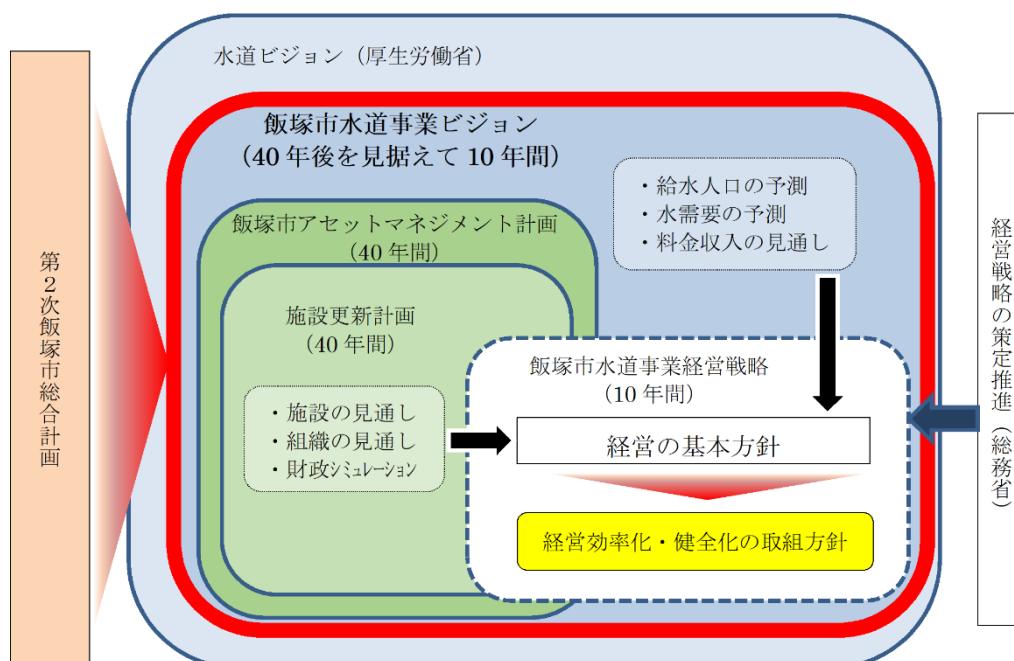 水道ビジョン（厚生労働省）
飯塚市水道事業ビジョン
（40年後を見据えて10年間）
・給水人口の予測
・水需要の予測
・料金収入の見通し
飯塚市アセットマネジメント計画
（40年間）
施設更新計画
（40年間）
・施設の見通し
・組織の見通し
・財政ｼﾐｭﾚｰｼｮﾝ
飯塚市水道事業経営戦略
（10年間）
経営の基本方針
経営効率化・健全化の取組方針
第２次飯塚市総合計画
経営戦略の策定推進（総務省）